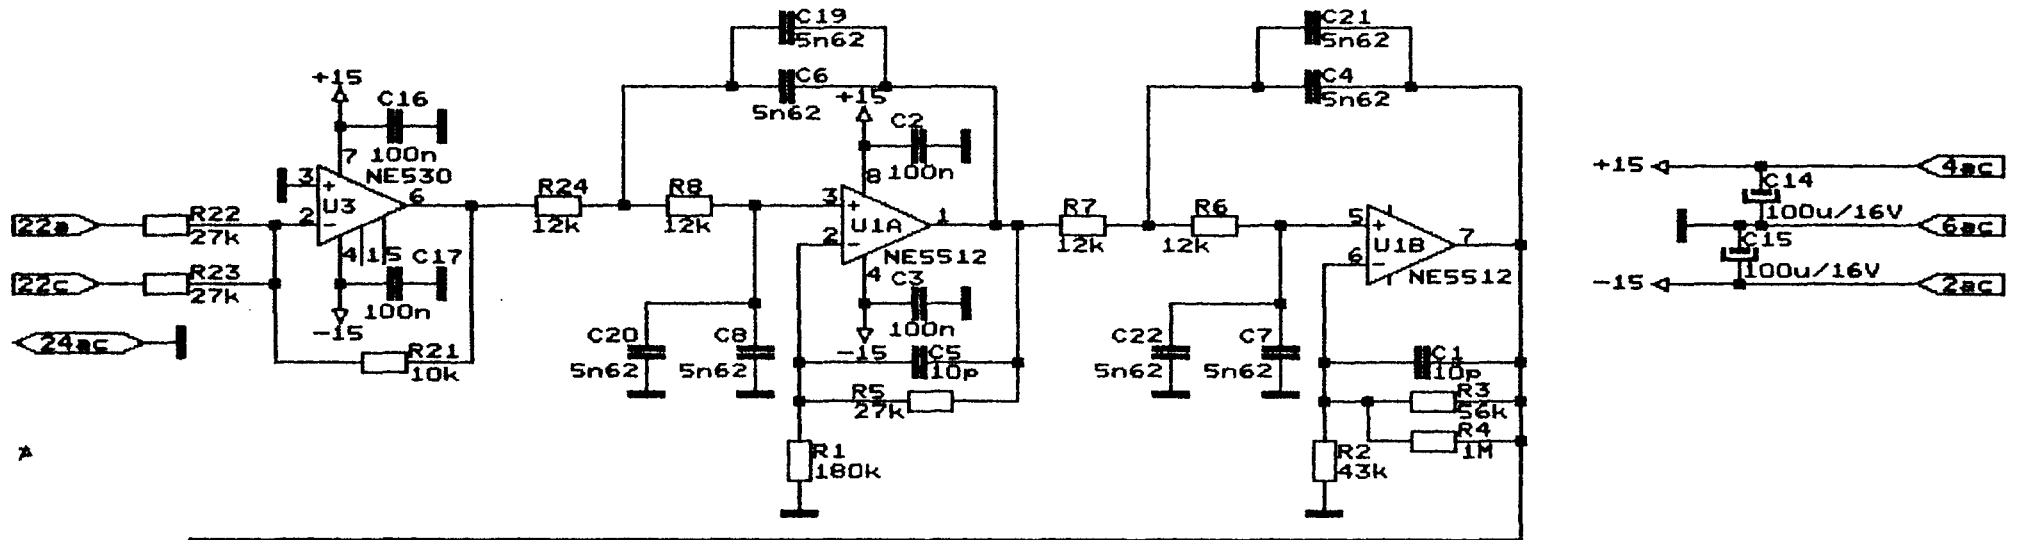 C19
5n62
C21
5n62
+15
C16
C6
5n62
C4
5n62
+15
C2
100n
7
100n
8
NE530
3
+
U3
6
2
-
22a
R22
27k
4
1
5
C17
100n
-15
22c
R23
27k
24ac
R21
10k
R24
12k
R8
12k
3
+
U1A
1
2
-
NE5512
4
C3
100n
-15
C20
5n62
C8
5n62
C5
10p
R5
27k
R1
180k
R7
12k
R6
12k
5
+
U1B
7
6
-
NE5512
C22
5n62
C7
5n62
C1
10p
R3
56k
R4
1M
R2
43k
+15
4ac
C14
100u/16V
6ac
C15
100u/16V
-15
2ac